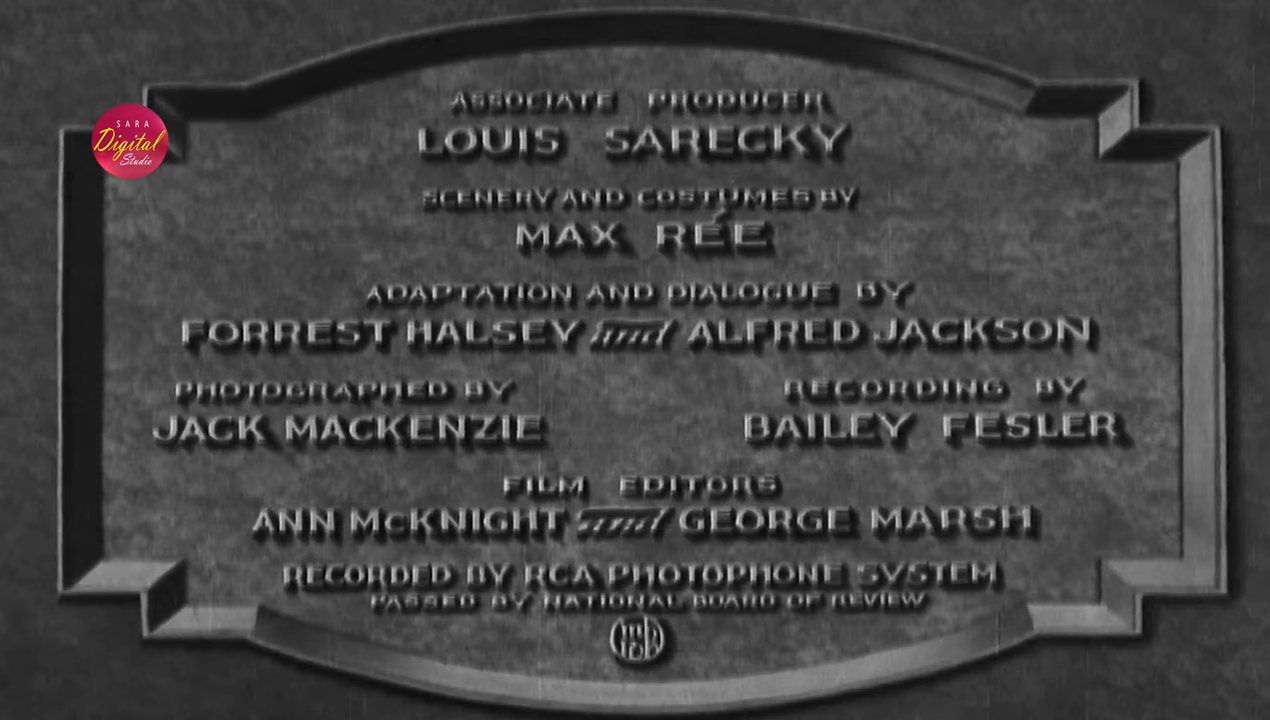 SARA
Digital
Studio
ASSOCIATE PRODUCER
LOUIS SARECKY
SCENERY AND COSTUMES BY
MAX RÉE
ADAPTATION AND DIALOGUE BY
FORREST HALSEY and ALFRED JACKSON
PHOTOGRAPHED BY RECORDING BY
JACK MACKENZIE BAILEY FESLER
FILM EDITORS
ANN McKNIGHT and GEORGE MARSH
RECORDED BY RCA PHOTOPHONE SYSTEM
PASSED BY NATIONAL BOARD OF REVIEW